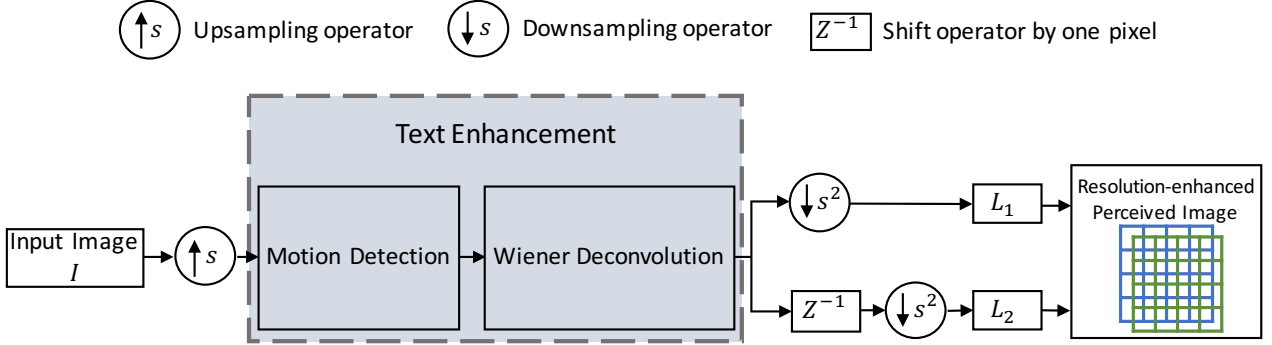 ↑ s Upsampling operator ↓ s Downsampling operator Z⁻¹ Shift operator by one pixel
Text Enhancement
Input Image
I
↑ s
Motion Detection
Wiener Deconvolution
↓ s²
L₁
Z⁻¹
↓ s²
L₂
Resolution-enhanced
Perceived Image